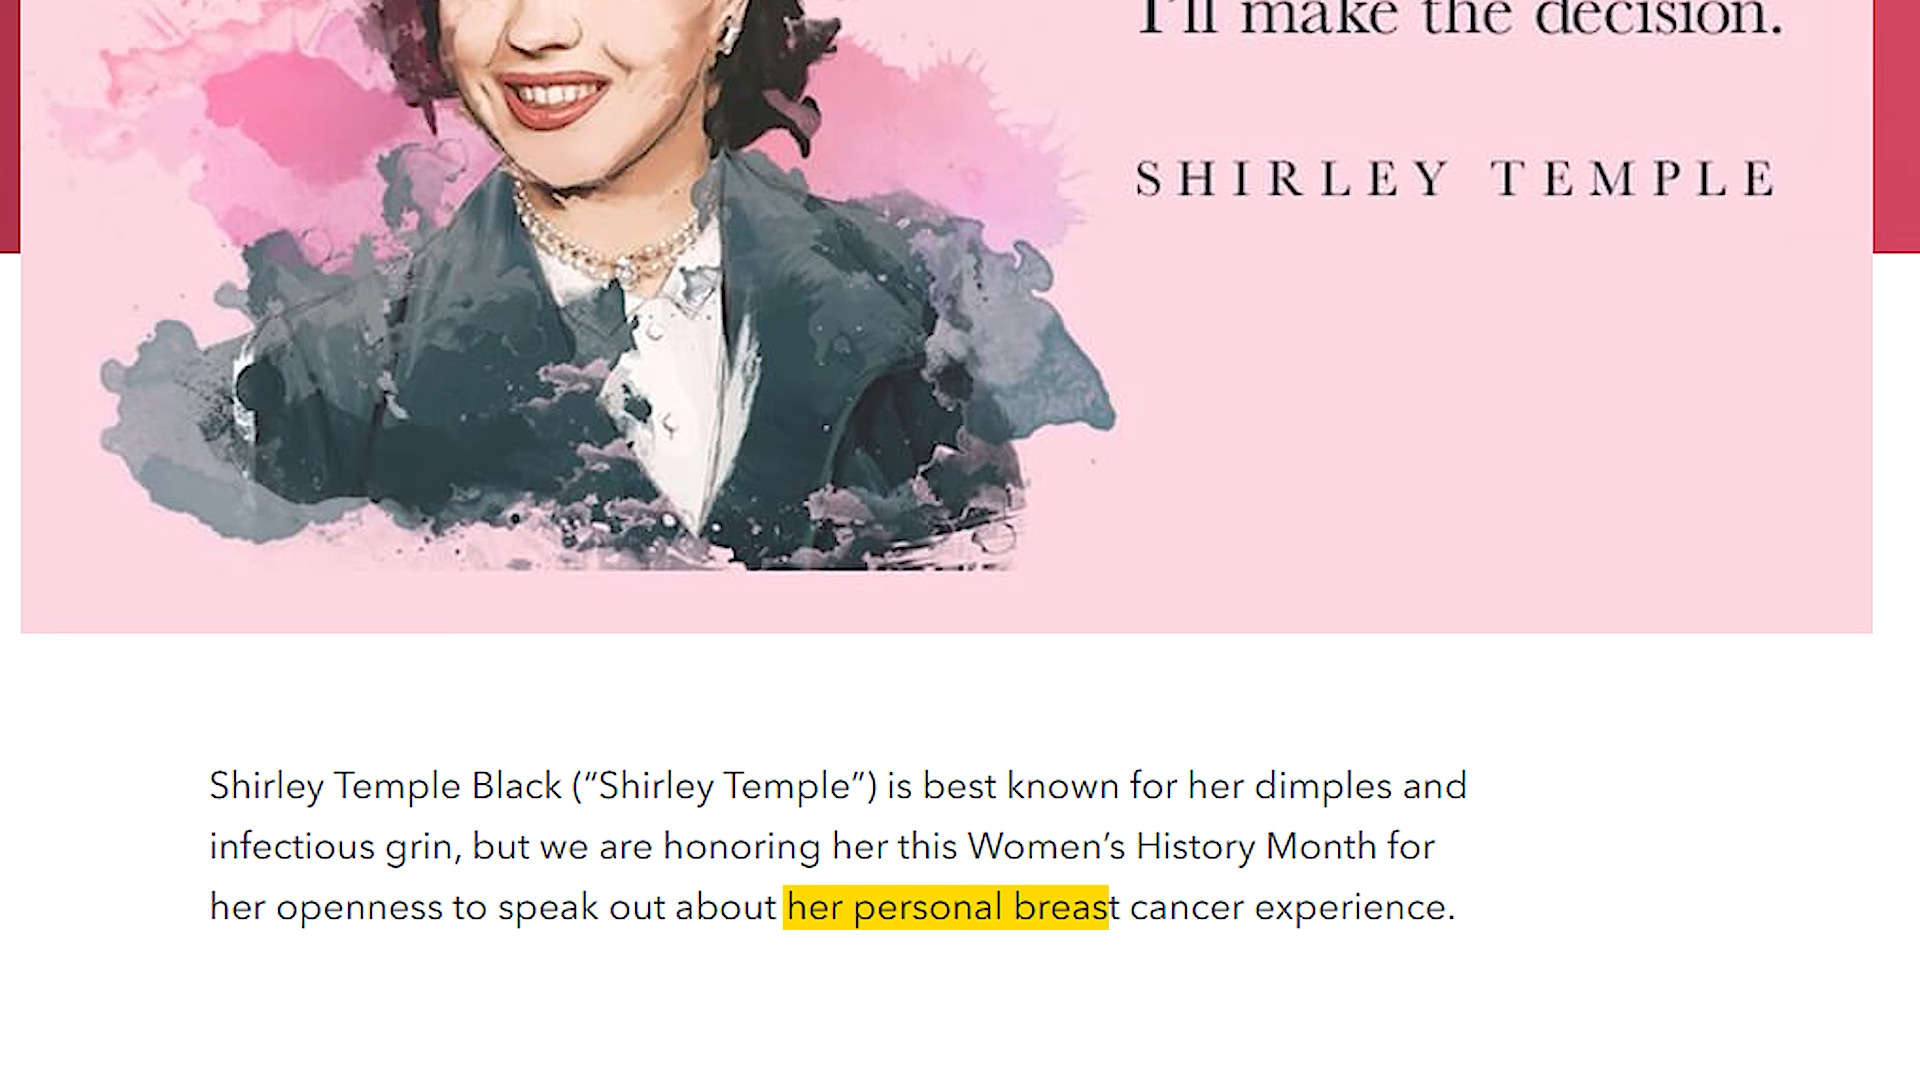 I'll make the decision.
SHIRLEY TEMPLE
Shirley Temple Black (“Shirley Temple”) is best known for her dimples and
infectious grin, but we are honoring her this Women’s History Month for
her openness to speak out about her personal breast cancer experience.